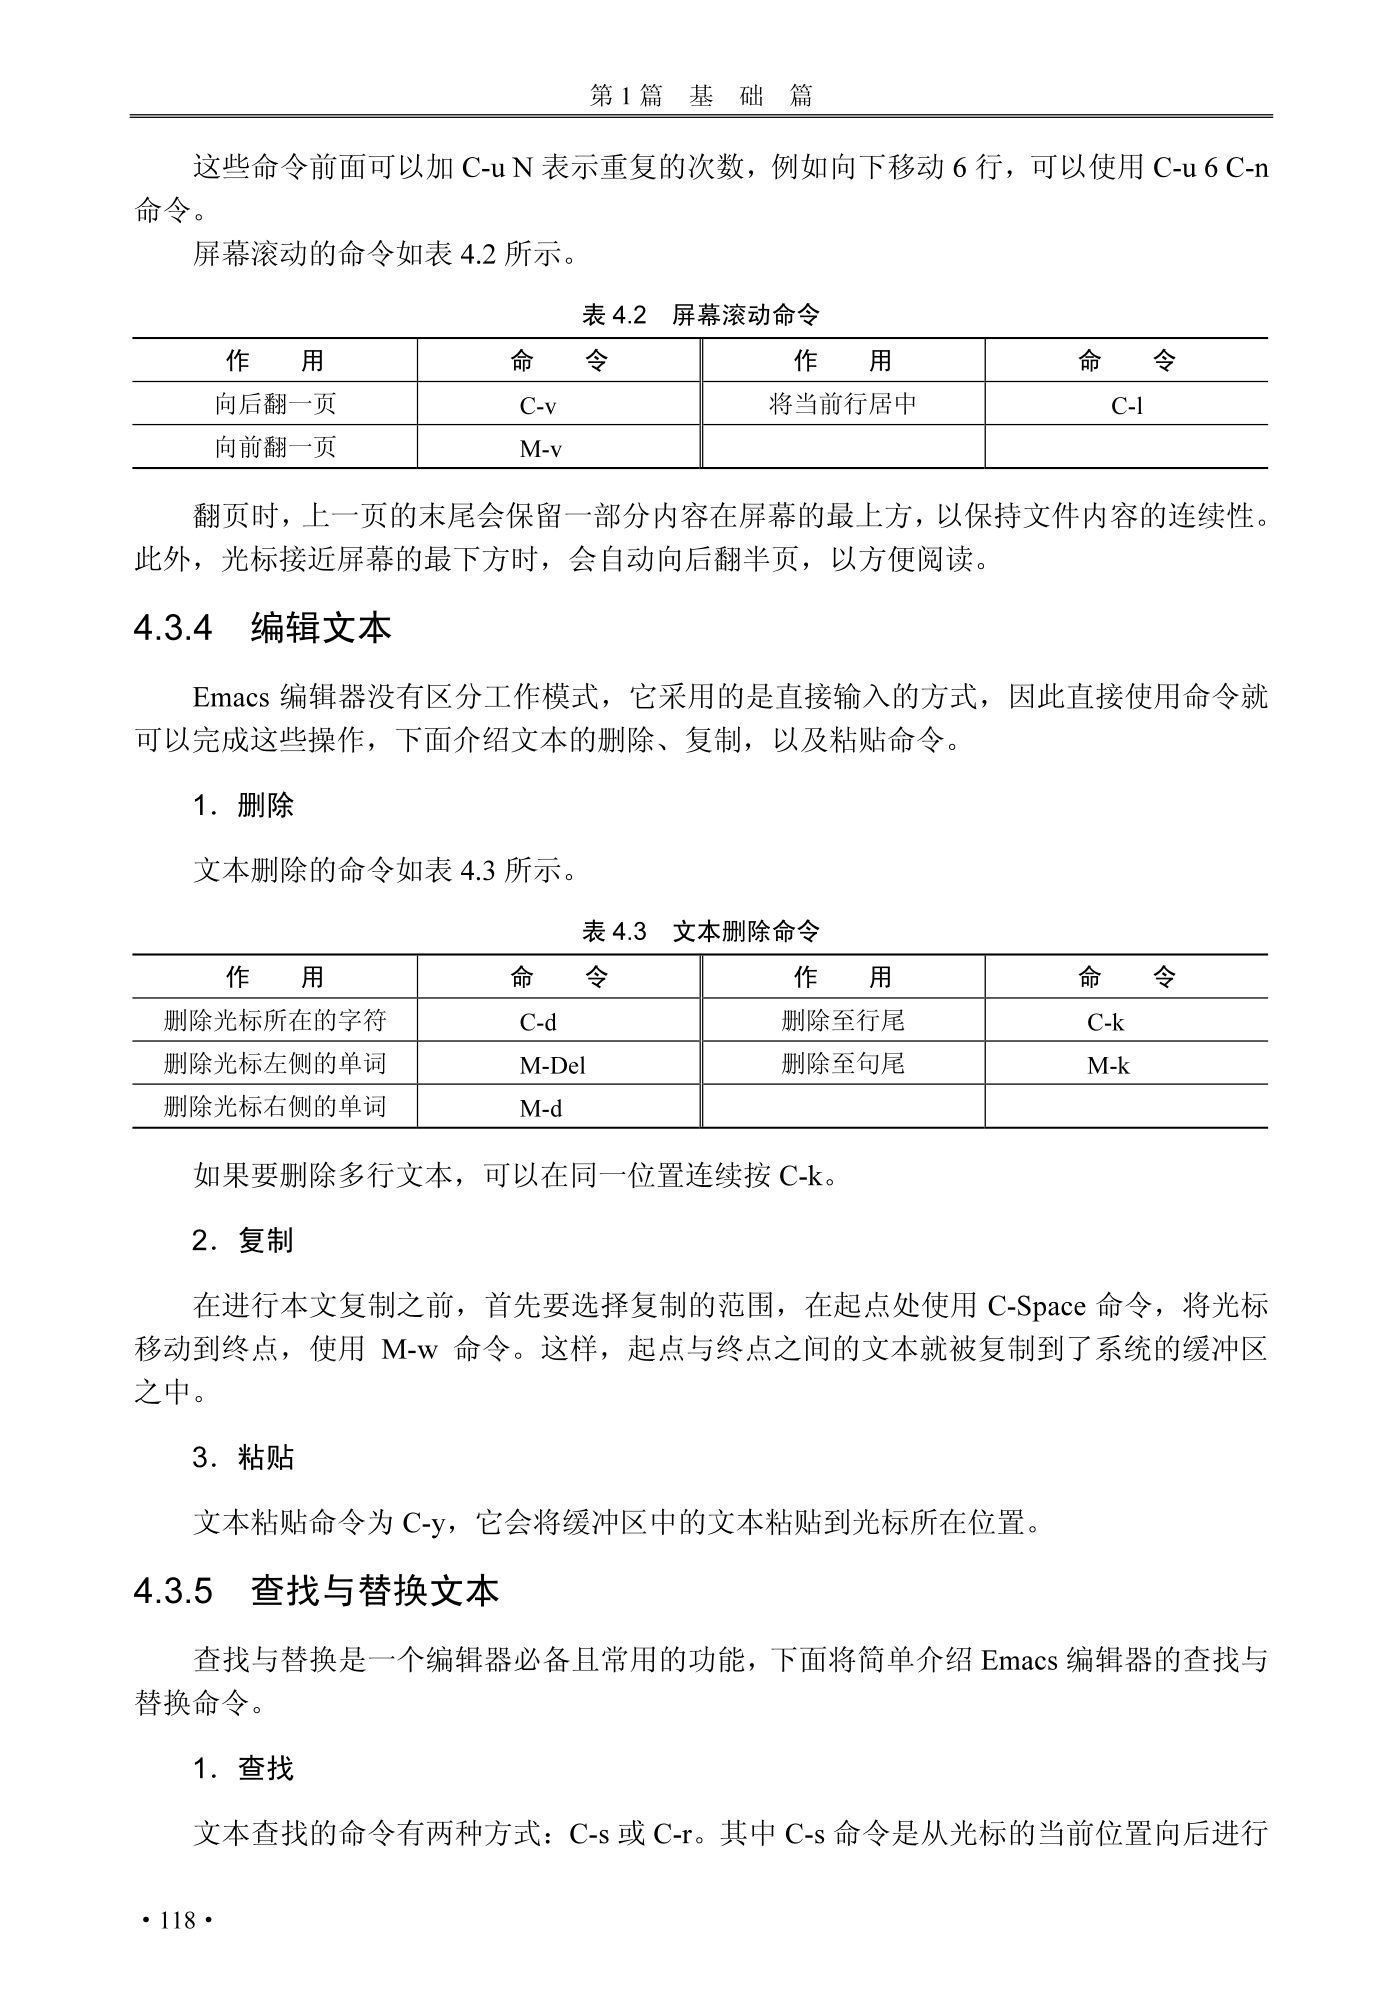 第 1 篇 基 础 篇
这些命令前面可以加 C-u N 表示重复的次数，例如向下移动 6 行，可以使用 C-u 6 C-n
命令。
屏幕滚动的命令如表 4.2 所示。
表 4.2 屏幕滚动命令
作 用 命 令 作 用 命 令
向后翻一页 C-v 将当前行居中 C-l
向前翻一页 M-v
翻页时，上一页的末尾会保留一部分内容在屏幕的最上方，以保持文件内容的连续性。
此外，光标接近屏幕的最下方时，会自动向后翻半页，以方便阅读。
4.3.4 编辑文本
Emacs 编辑器没有区分工作模式，它采用的是直接输入的方式，因此直接使用命令就
可以完成这些操作，下面介绍文本的删除、复制，以及粘贴命令。
1．删除
文本删除的命令如表 4.3 所示。
表 4.3 文本删除命令
作 用 命 令 作 用 命 令
删除光标所在的字符 C-d 删除至行尾 C-k
删除光标左侧的单词 M-Del 删除至句尾 M-k
删除光标右侧的单词 M-d
如果要删除多行文本，可以在同一位置连续按 C-k。
2．复制
在进行本文复制之前，首先要选择复制的范围，在起点处使用 C-Space 命令，将光标
移动到终点，使用 M-w 命令。这样，起点与终点之间的文本就被复制到了系统的缓冲区
之中。
3．粘贴
文本粘贴命令为 C-y，它会将缓冲区中的文本粘贴到光标所在位置。
4.3.5 查找与替换文本
查找与替换是一个编辑器必备且常用的功能，下面将简单介绍 Emacs 编辑器的查找与
替换命令。
1．查找
文本查找的命令有两种方式：C-s 或 C-r。其中 C-s 命令是从光标的当前位置向后进行
·118·